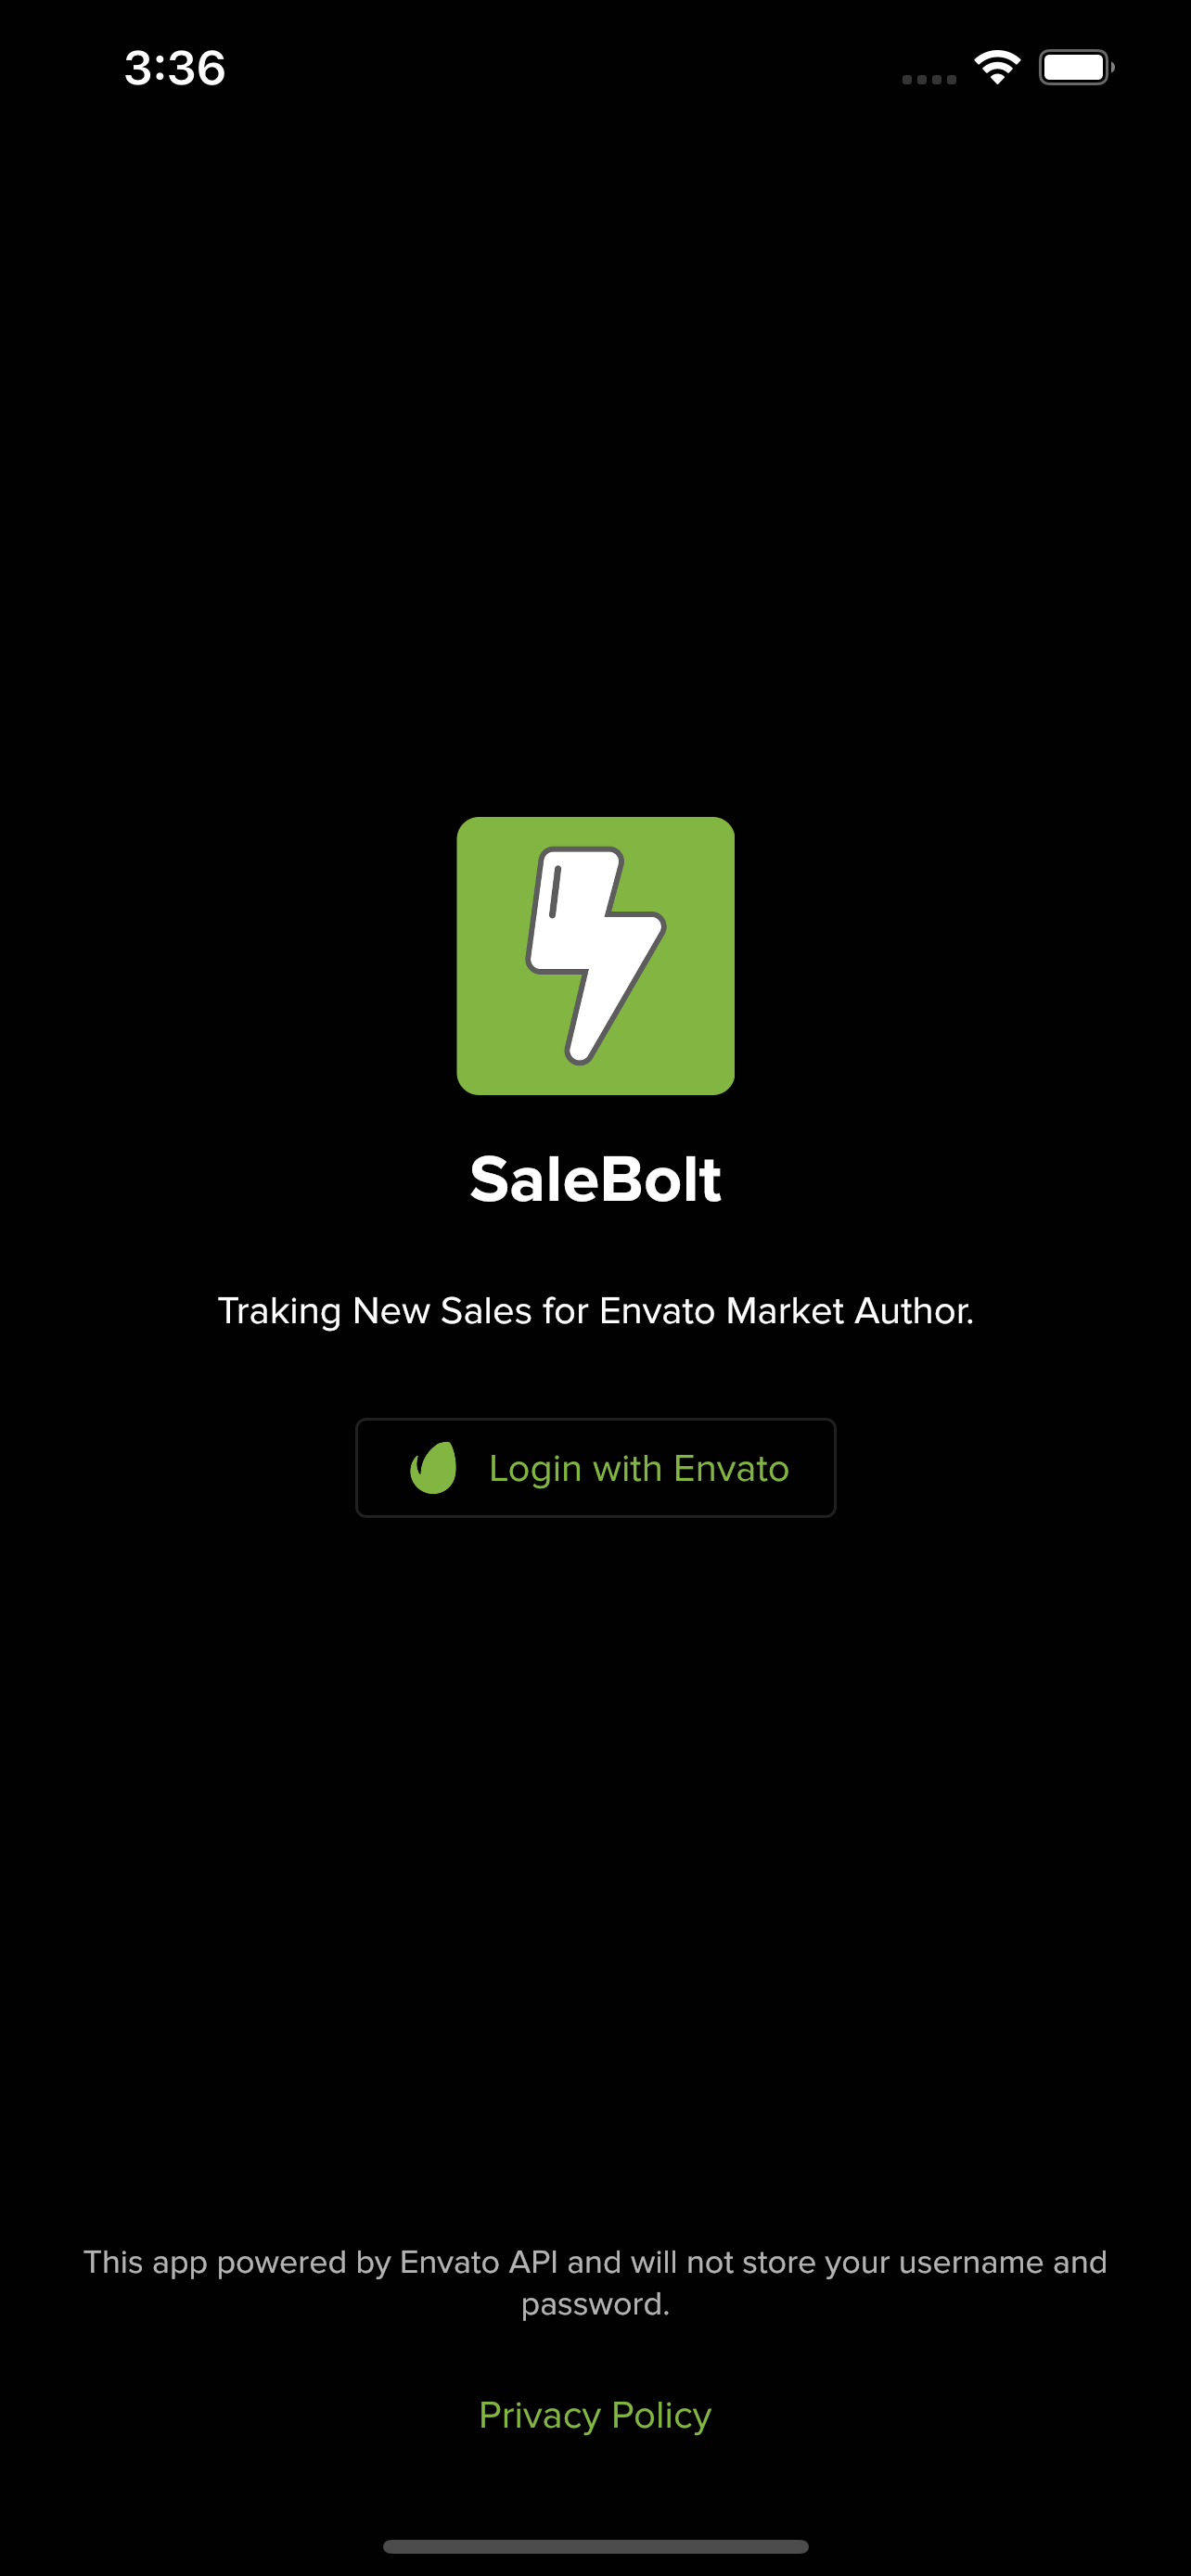 3:36
SaleBolt
Traking New Sales for Envato Market Author.
Login with Envato
This app powered by Envato API and will not store your username and
password.
Privacy Policy